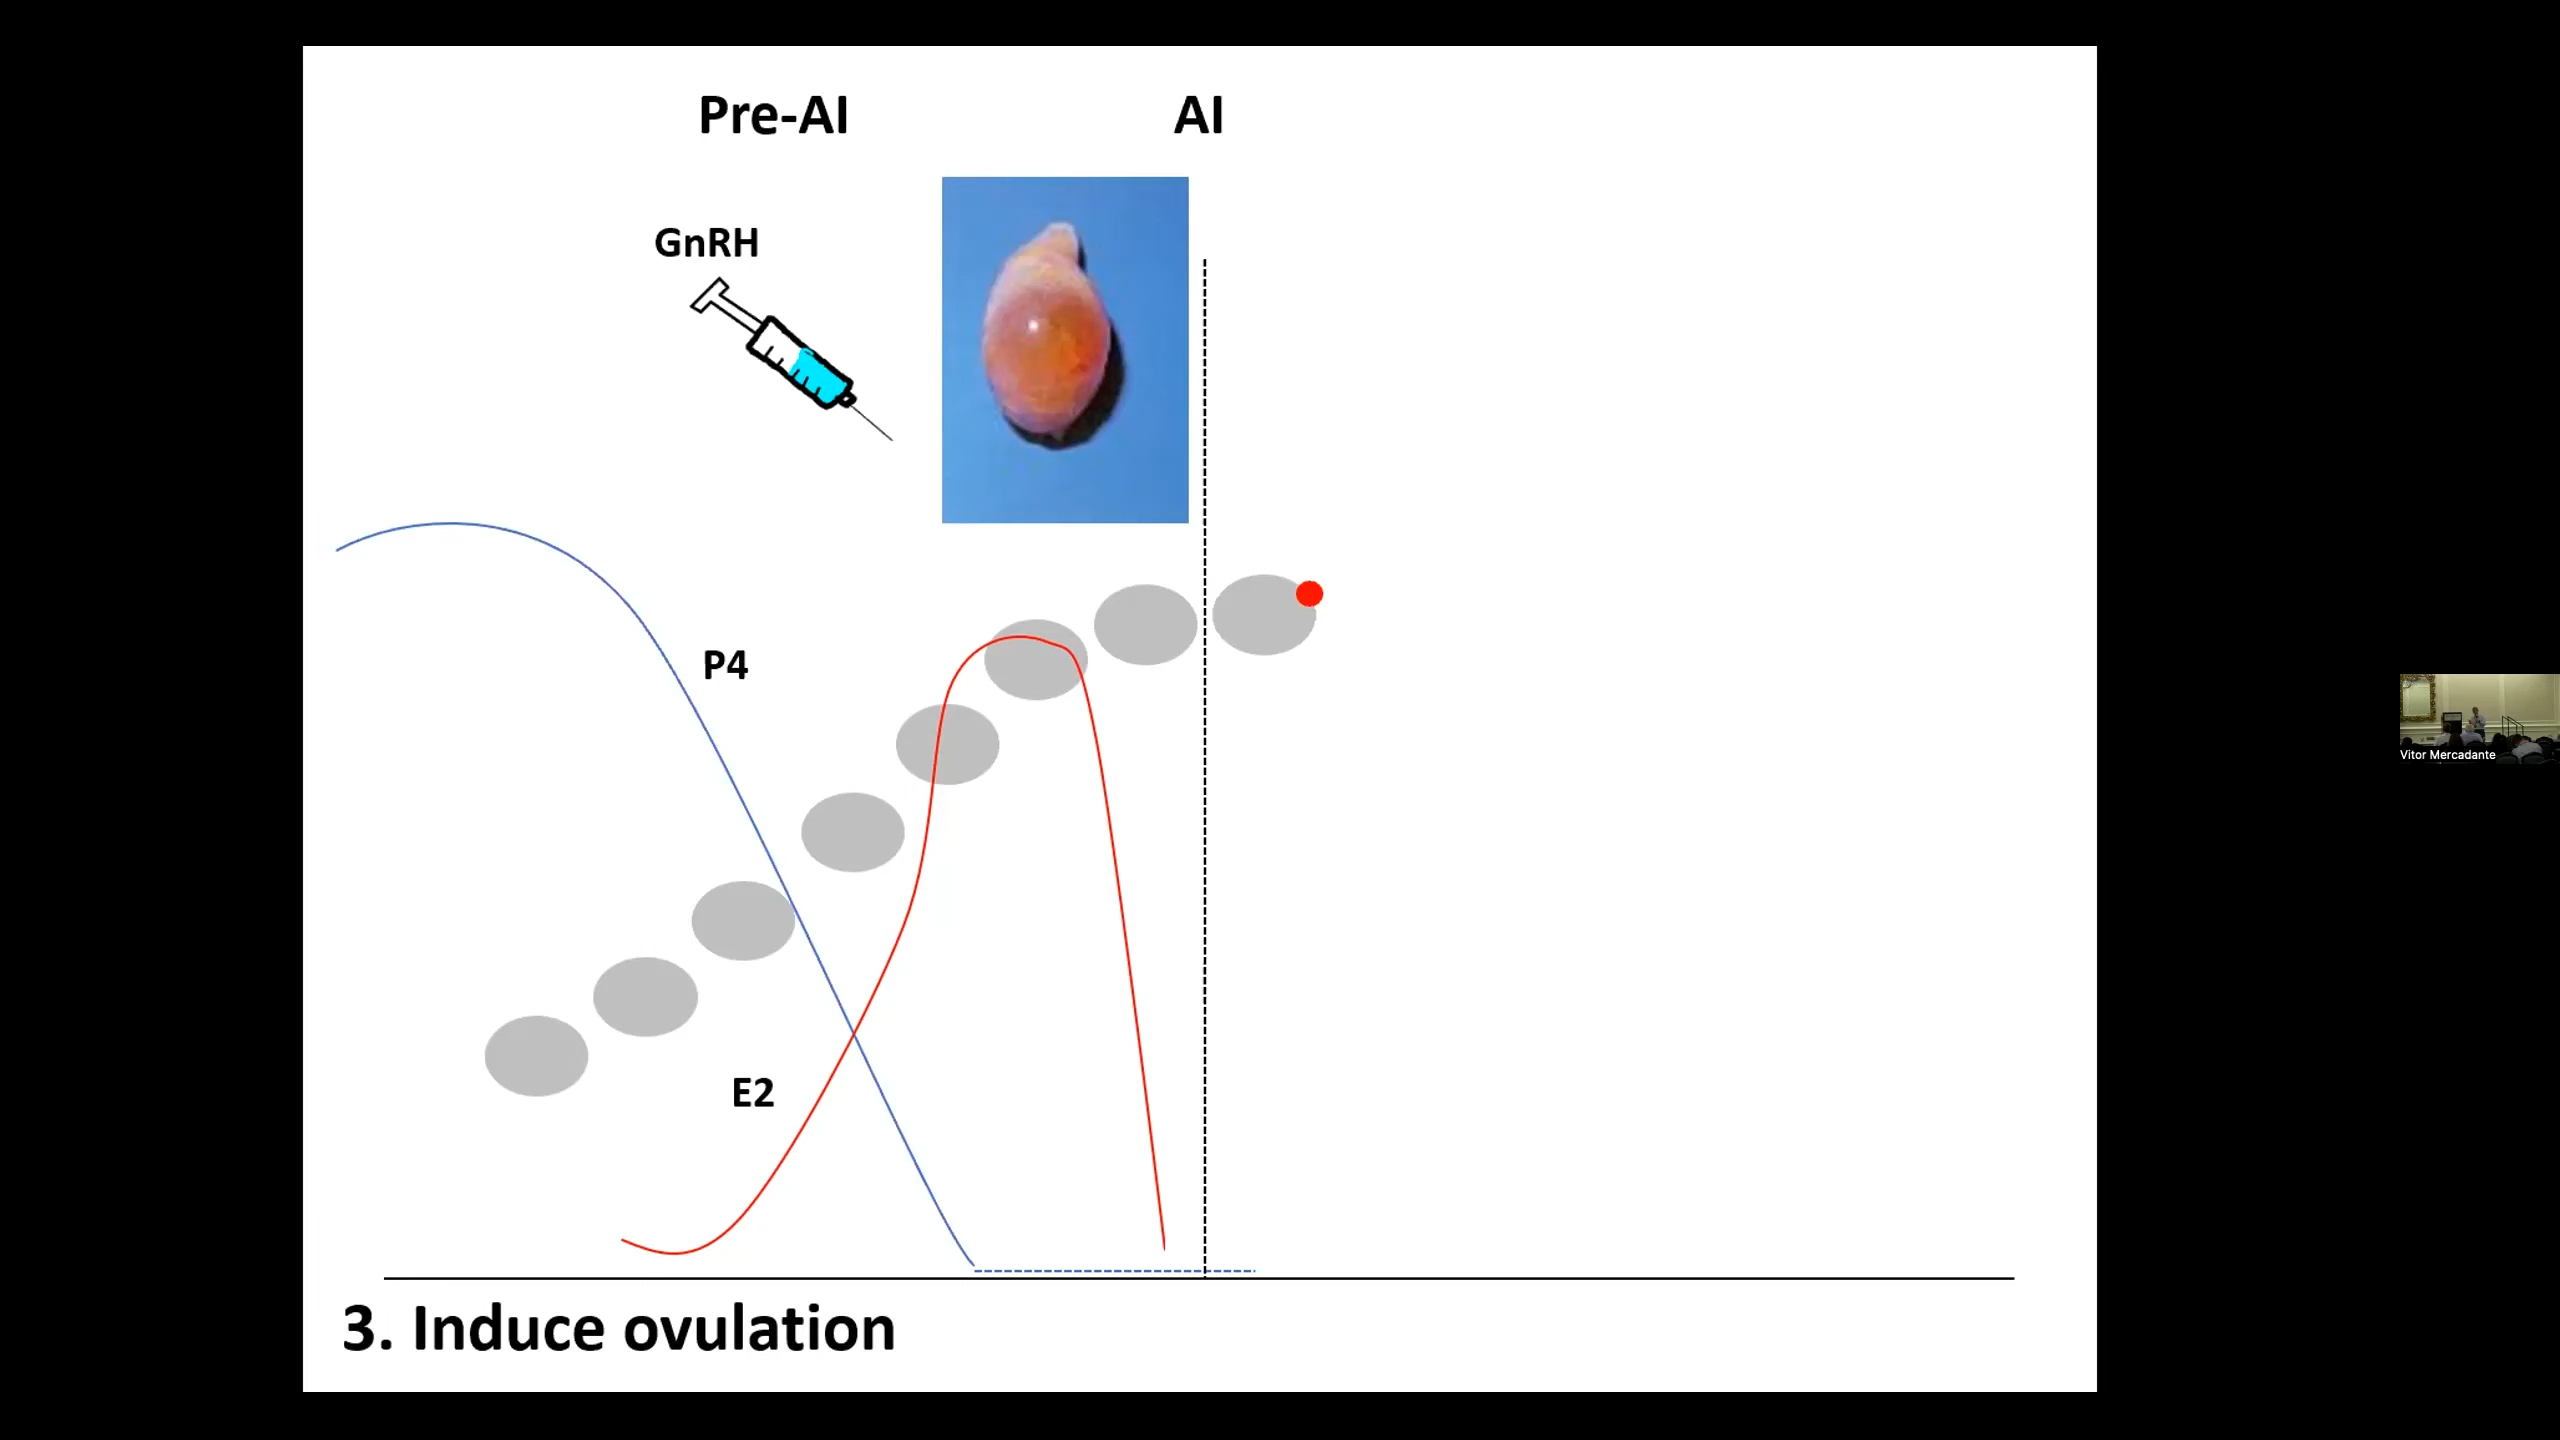 Pre-AI
AI
GnRH
P4
E2
3. Induce ovulation
Vitor Mercadante